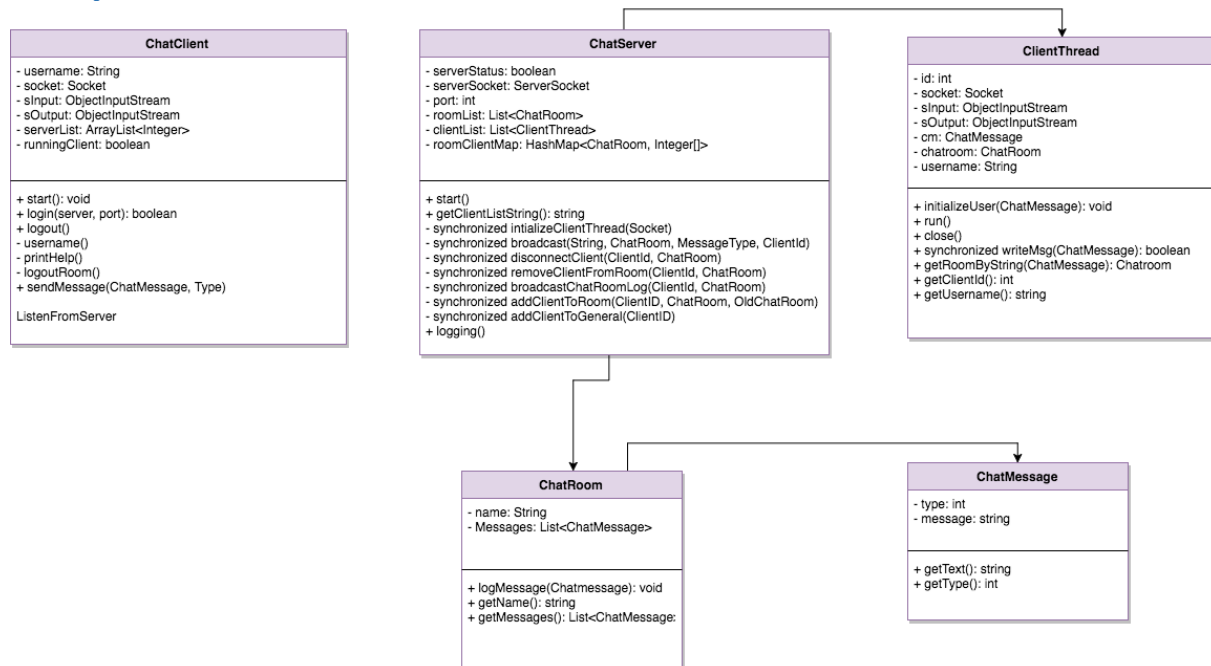 ChatClient
- username: String
- socket: Socket
- sInput: ObjectInputStream
- sOutput: ObjectInputStream
- serverList: ArrayList<Integer>
- runningClient: boolean
+ start(): void
+ login(server, port): boolean
+ logout()
- username()
- printHelp()
- logoutRoom()
+ sendMessage(ChatMessage, Type)
ListenFromServer
ChatServer
- serverStatus: boolean
- serverSocket: ServerSocket
- port: int
- roomList: List<ChatRoom>
- clientList: List<ClientThread>
- roomClientMap: HashMap<ChatRoom, Integer[]>
+ start()
+ getClientListString(): string
- synchronized intializeClientThread(Socket)
- synchronized broadcast(String, ChatRoom, MessageType, ClientId)
- synchronized disconnectClient(ClientId, ChatRoom)
- synchronized removeClientFromRoom(ClientId, ChatRoom)
- synchronized broadcastChatRoomLog(ClientId, ChatRoom)
- synchronized addClientToRoom(ClientID, ChatRoom, OldChatRoom)
- synchronized addClientToGeneral(ClientID)
+ logging()
ClientThread
- id: int
- socket: Socket
- sInput: ObjectInputStream
- sOutput: ObjectInputStream
- cm: ChatMessage
- chatroom: ChatRoom
- username: String
+ initializeUser(ChatMessage): void
+ run()
+ close()
+ synchronized writeMsg(ChatMessage): boolean
+ getRoomByString(ChatMessage): Chatroom
+ getClientId(): int
+ getUsername(): string
ChatRoom
- name: String
- Messages: List<ChatMessage>
+ logMessage(Chatmessage): void
+ getName(): string
+ getMessages(): List<ChatMessage:
ChatMessage
- type: int
- message: string
+ getText(): string
+ getType(): int